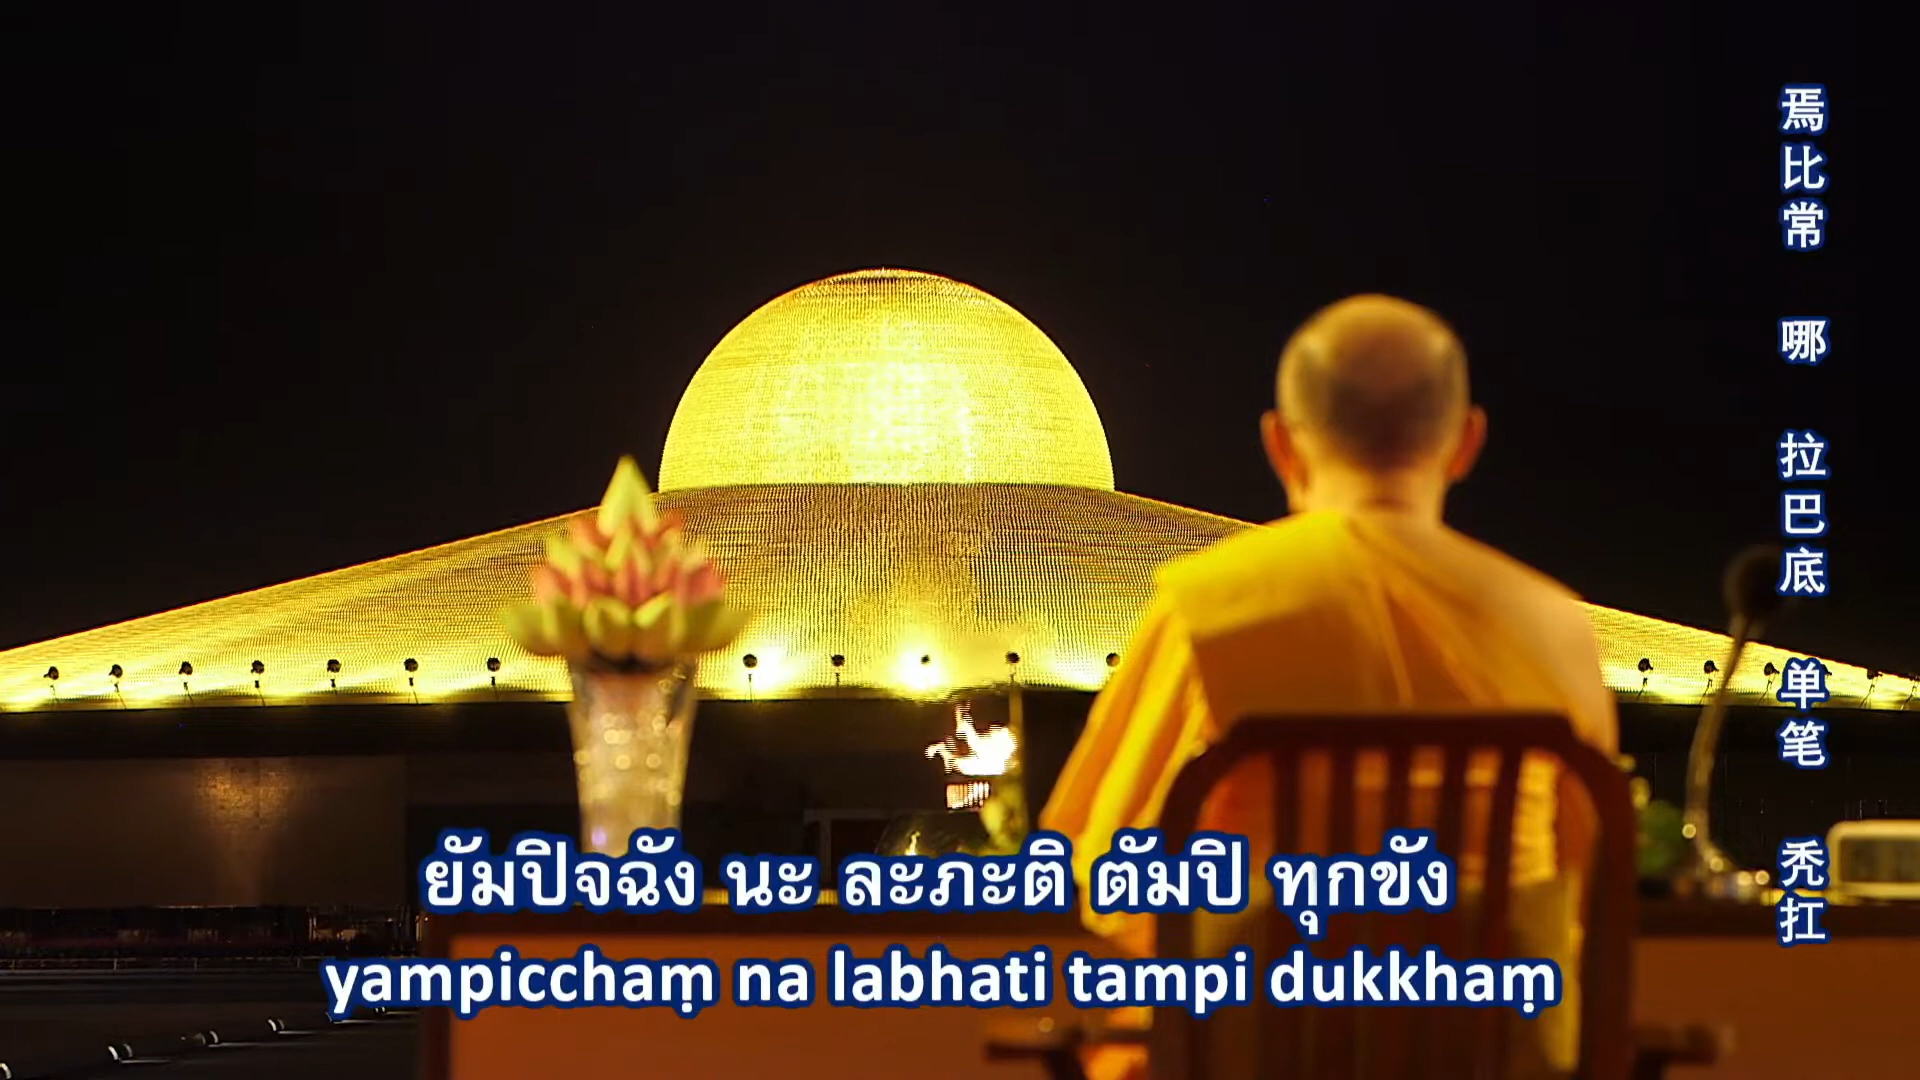 ยัมปิจฉัง นะ ละภะติ ตัมปิ ทุกขัง
yampicchaṃ na labhati tampi dukkhaṃ
焉比常 哪 拉巴底 单笔 秃扛